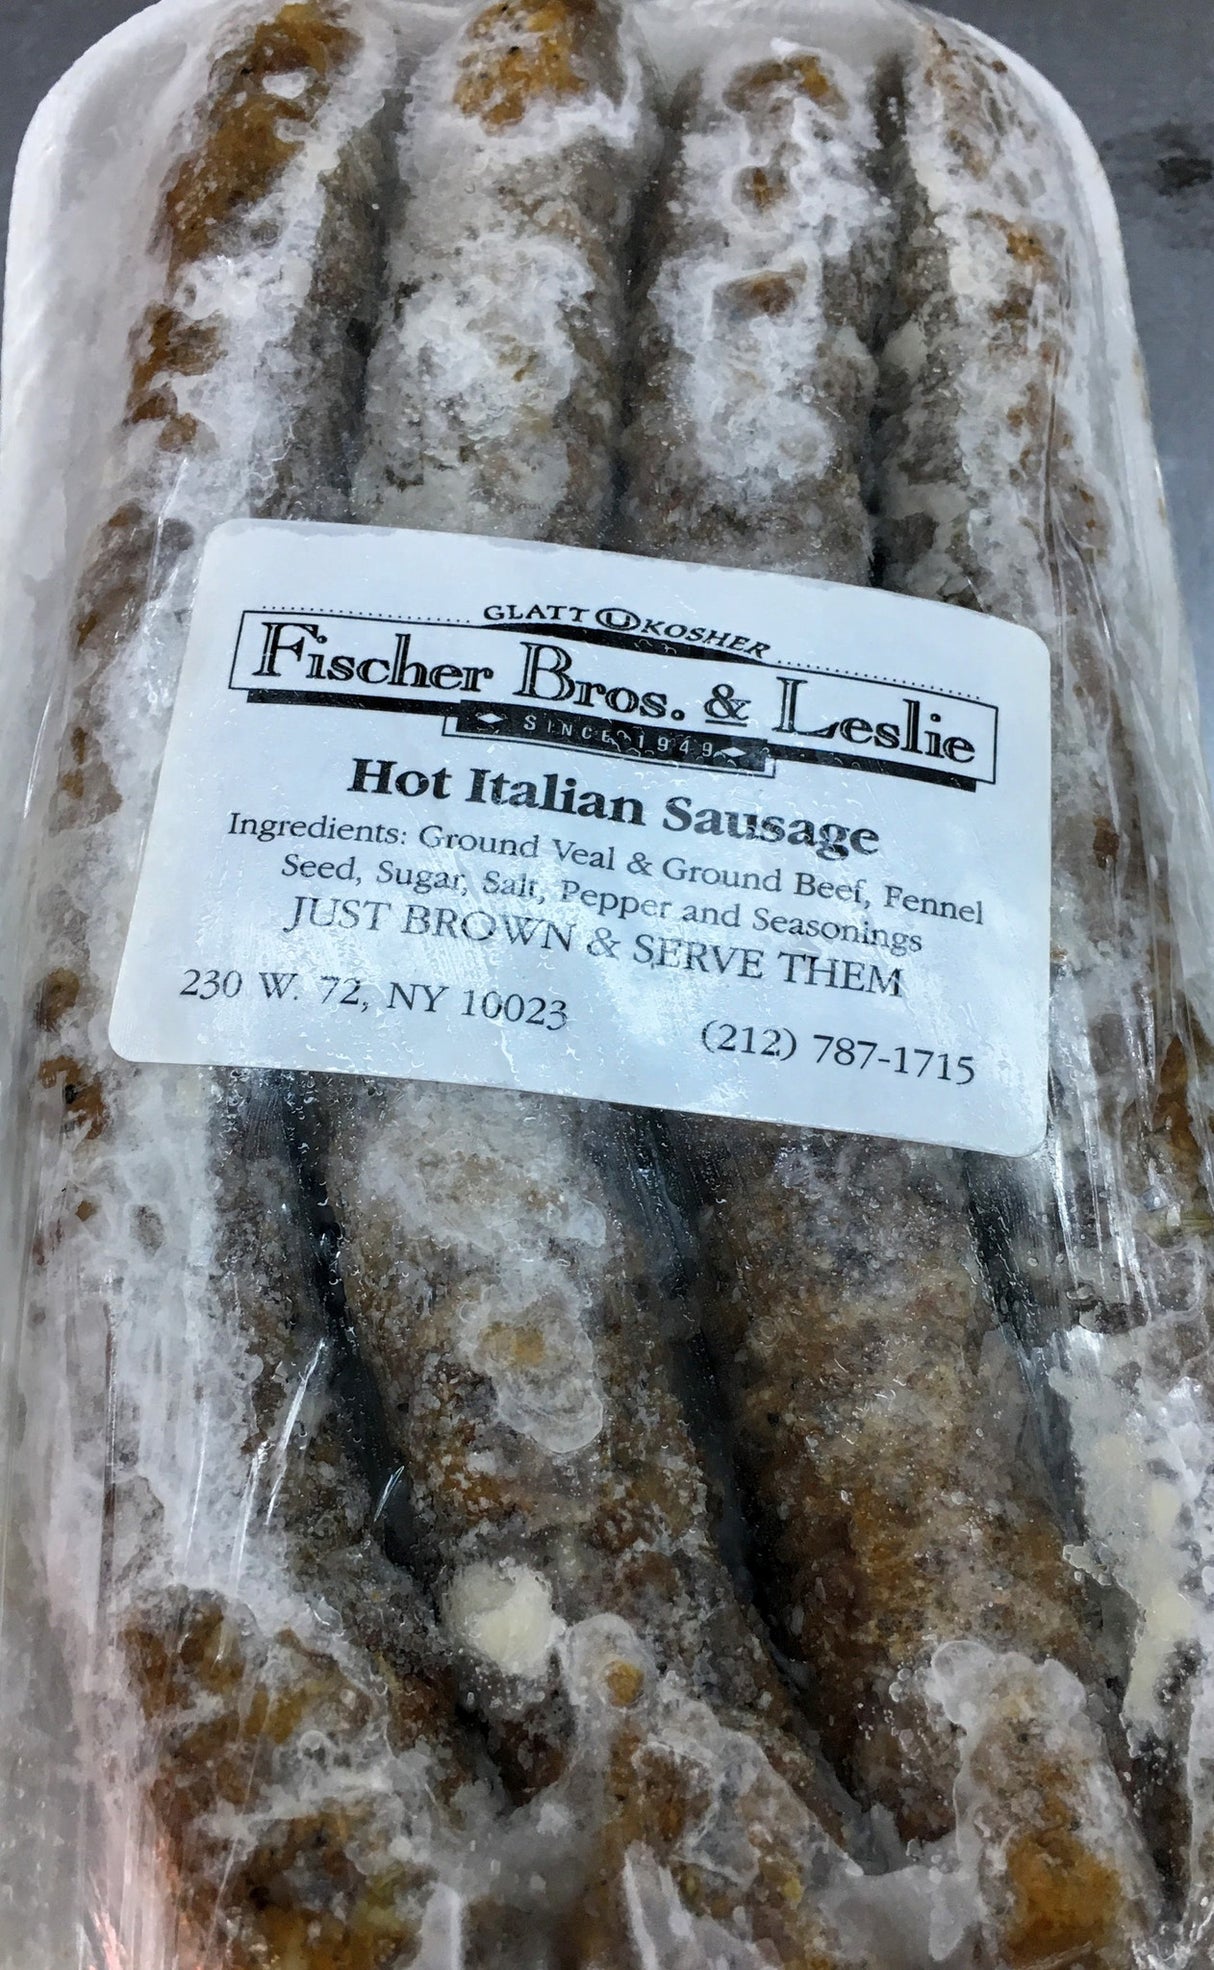 GLATT Ⓤ KOSHER
Fischer Bros. & Leslie
SINCE 1949
Hot Italian Sausage
Ingredients: Ground Veal & Ground Beef, Fennel
Seed, Sugar, Salt, Pepper and Seasonings
JUST BROWN & SERVE THEM
230 W. 72, NY 10023
(212) 787-1715